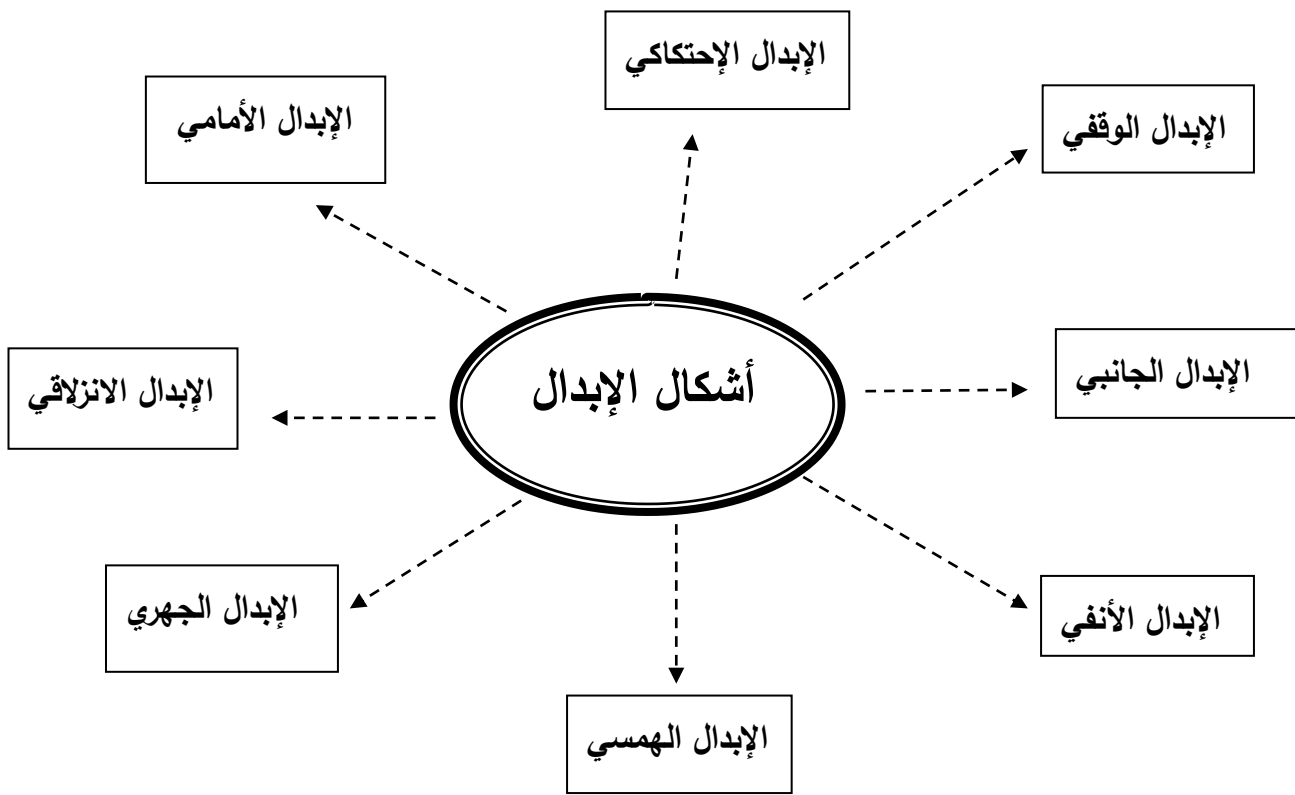 الإبدال الإحتكاكي
الإبدال الأمامي
الإبدال الوقفي
أشكال الإبدال
الإبدال الجانبي
الإبدال الانزلاقي
الإبدال الجهري
الإبدال الأنفي
الإبدال الهمسي